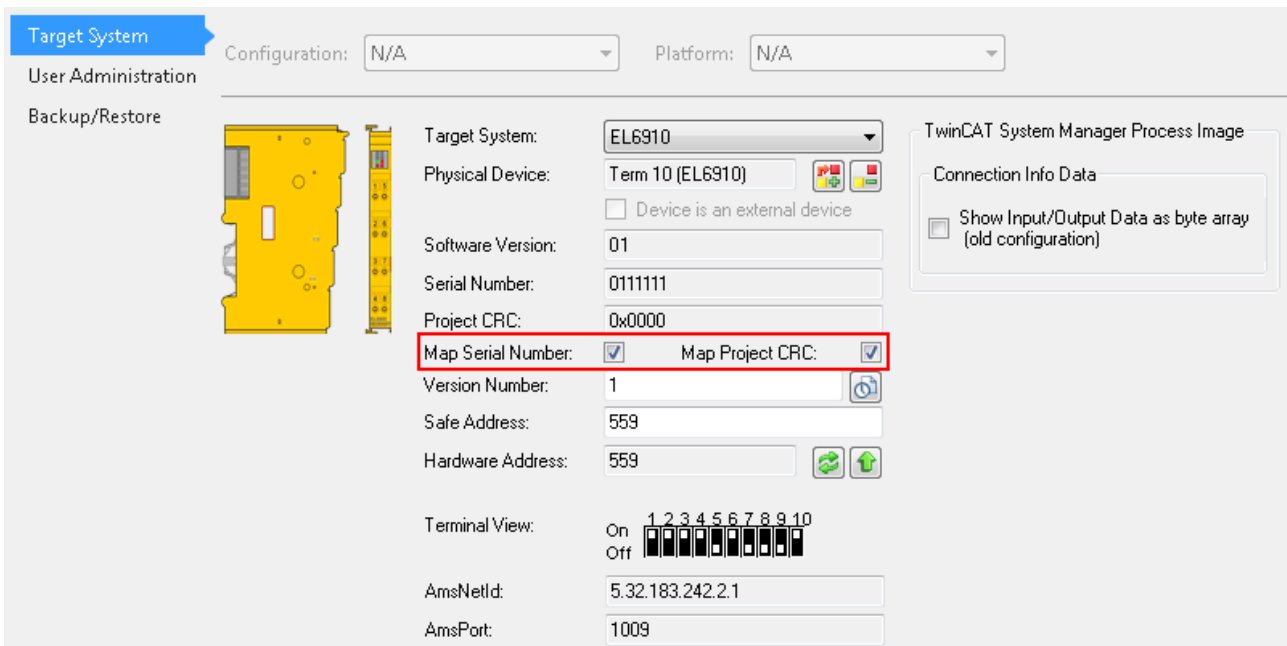 Target System
User Administration
Backup/Restore
Configuration: N/A Platform: N/A
Target System: EL6910
Physical Device: Term 10 (EL6910)
Device is an external device
Software Version: 01
Serial Number: 0111111
Project CRC: 0x0000
Map Serial Number: Map Project CRC:
Version Number: 1
Safe Address: 559
Hardware Address: 559
Terminal View: On 1 2 3 4 5 6 7 8 9 10
Off
AmsNetId: 5.32.183.242.2.1
AmsPort: 1009
TwinCAT System Manager Process Image
Connection Info Data
Show Input/Output Data as byte array
(old configuration)